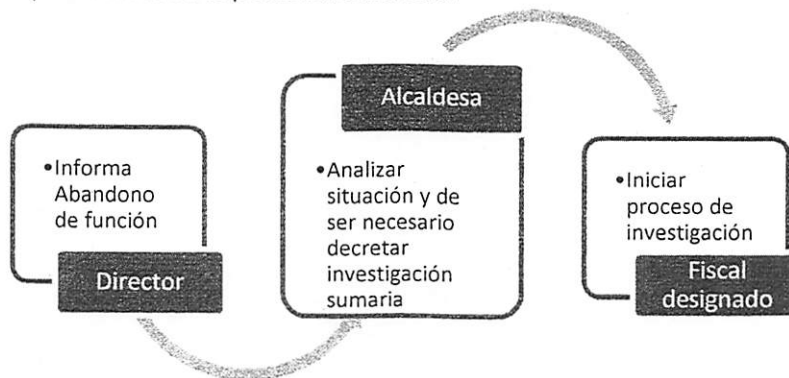 •Informa
Abandono
de función
Director
Alcaldesa
•Analizar
situación y de
ser necesario
decretar
investigación
sumaria
•Iniciar
proceso de
investigación
Fiscal
designado